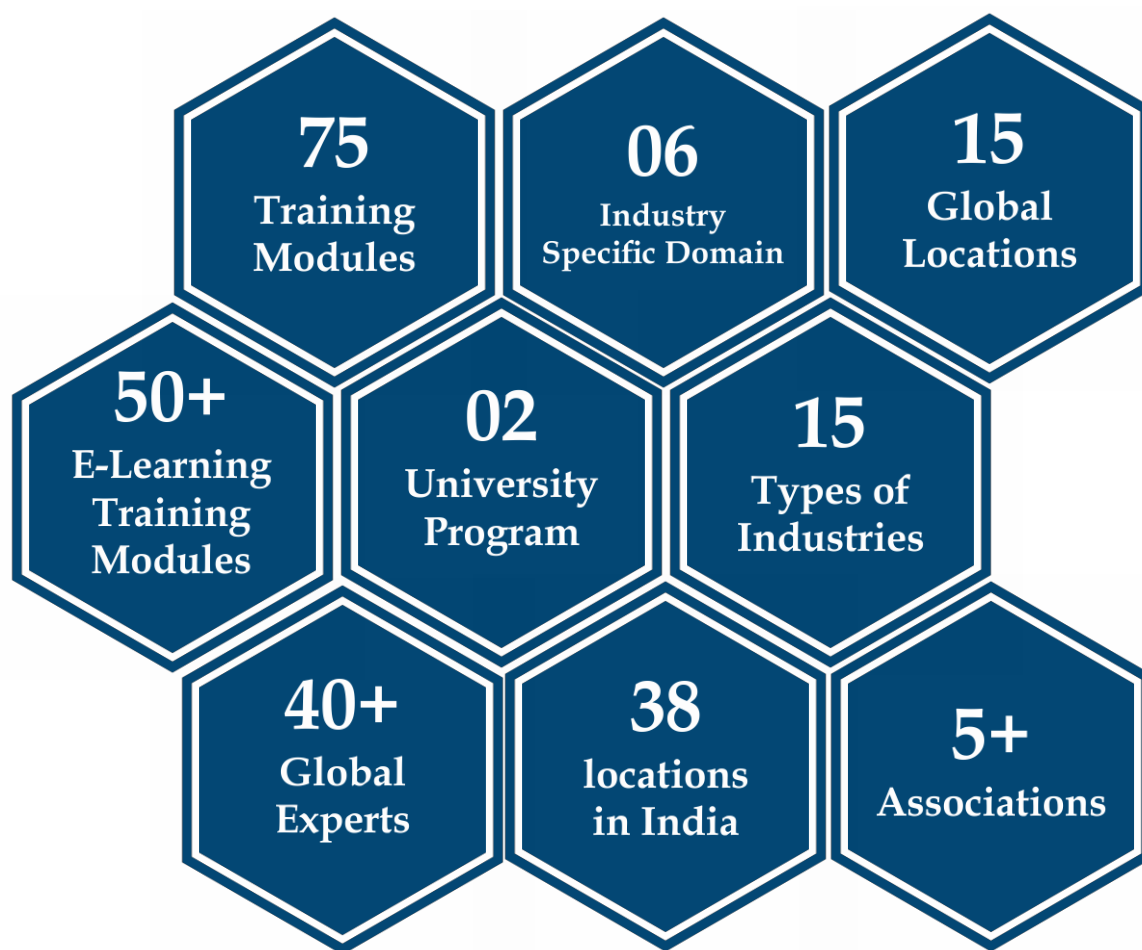 75
Training
Modules
06
Industry
Specific Domain
15
Global
Locations
50+
E-Learning
Training
Modules
02
University
Program
15
Types of
Industries
40+
Global
Experts
38
locations
in India
5+
Associations